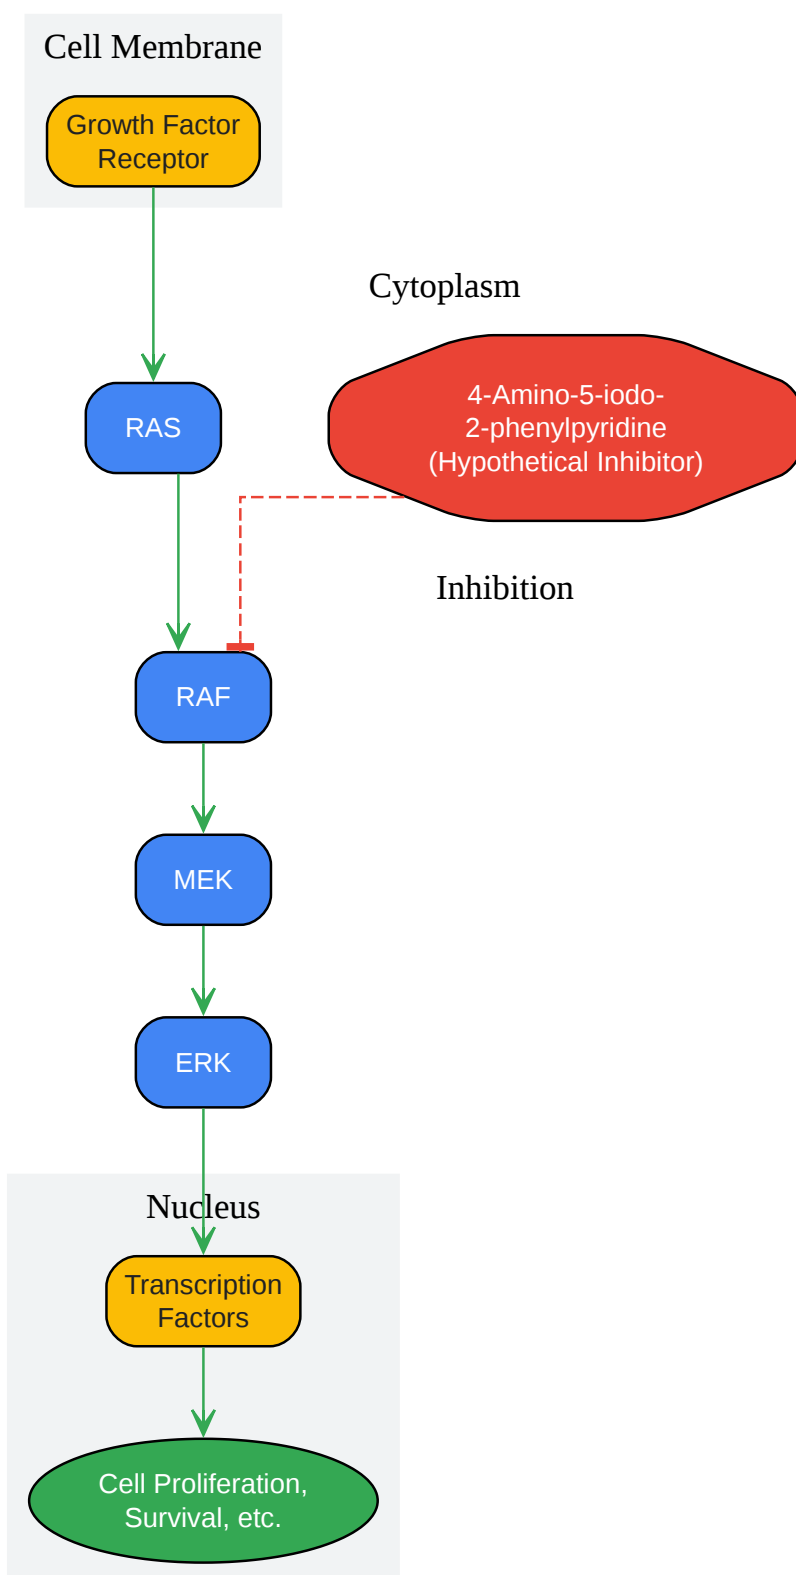 Cell Membrane
Growth Factor
Receptor
Cytoplasm
4-Amino-5-iodo-
2-phenylpyridine
(Hypothetical Inhibitor)
RAS
Inhibition
RAF
MEK
ERK
Nucleus
Transcription
Factors
Cell Proliferation,
Survival, etc.